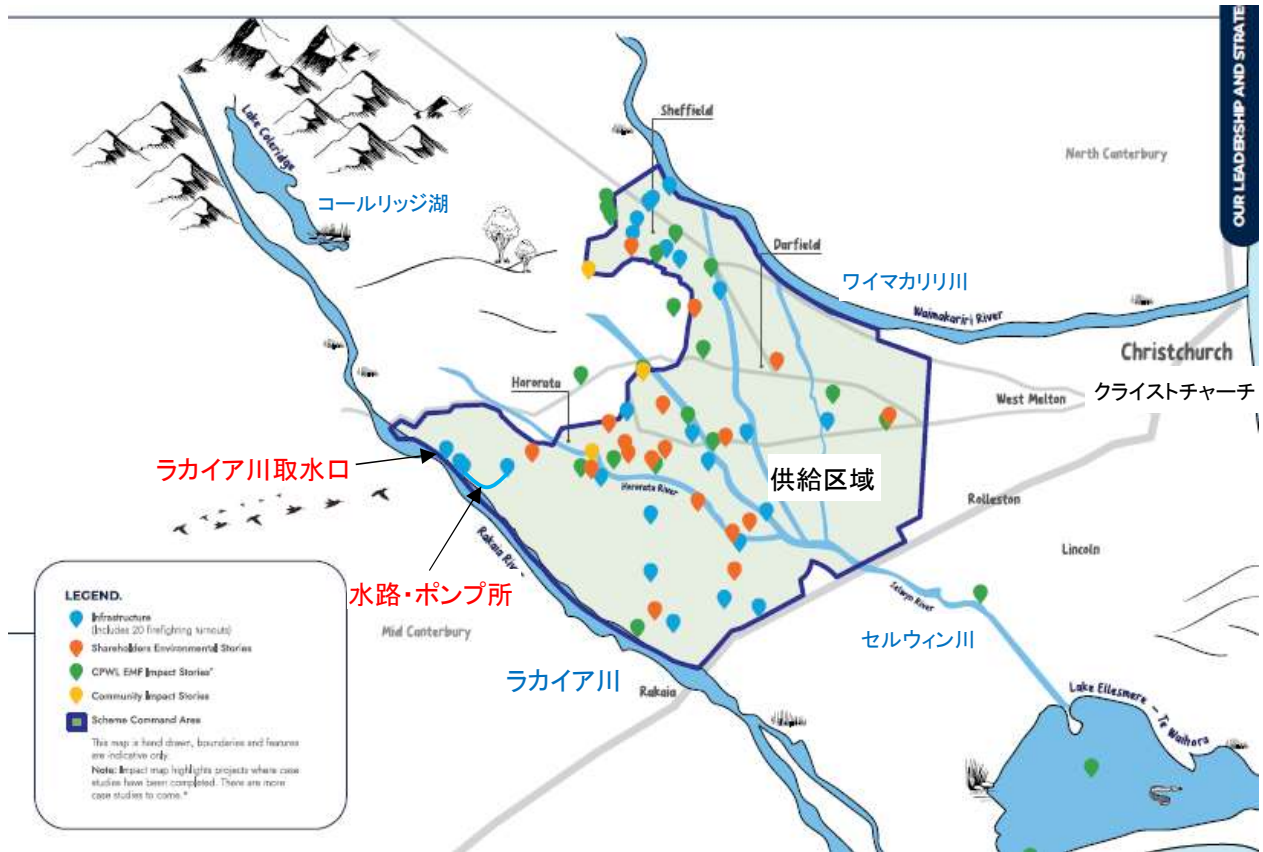 OUR LEADERSHIP AND STRATE
Sheffield
North Canterbury
Lake Coleridge
コールリッジ湖
Darfield
ワイマカリリ川
Waimakariri River
Christchurch
クライストチャーチ
West Melton
Hororata
ラカイア川取水口
供給区域
Hororata River
Rolleston
Lincoln
Rakaia River
水路・ポンプ所
Mid Canterbury
Selwyn River
セルウィン川
ラカイア川
Rakaia
Lake Ellesmere – Te Waihora
LEGEND.
Infrastructure
(Includes 20 firefighting turnouts)
Shareholders Environmental Stories
CPWL EMF Impact Stories*
Community Impact Stories
Scheme Command Area
This map is hand drawn, boundaries and features
are indicative only.
Note: Impact map highlights projects where case
studies have been completed. There are more
case studies to come.*